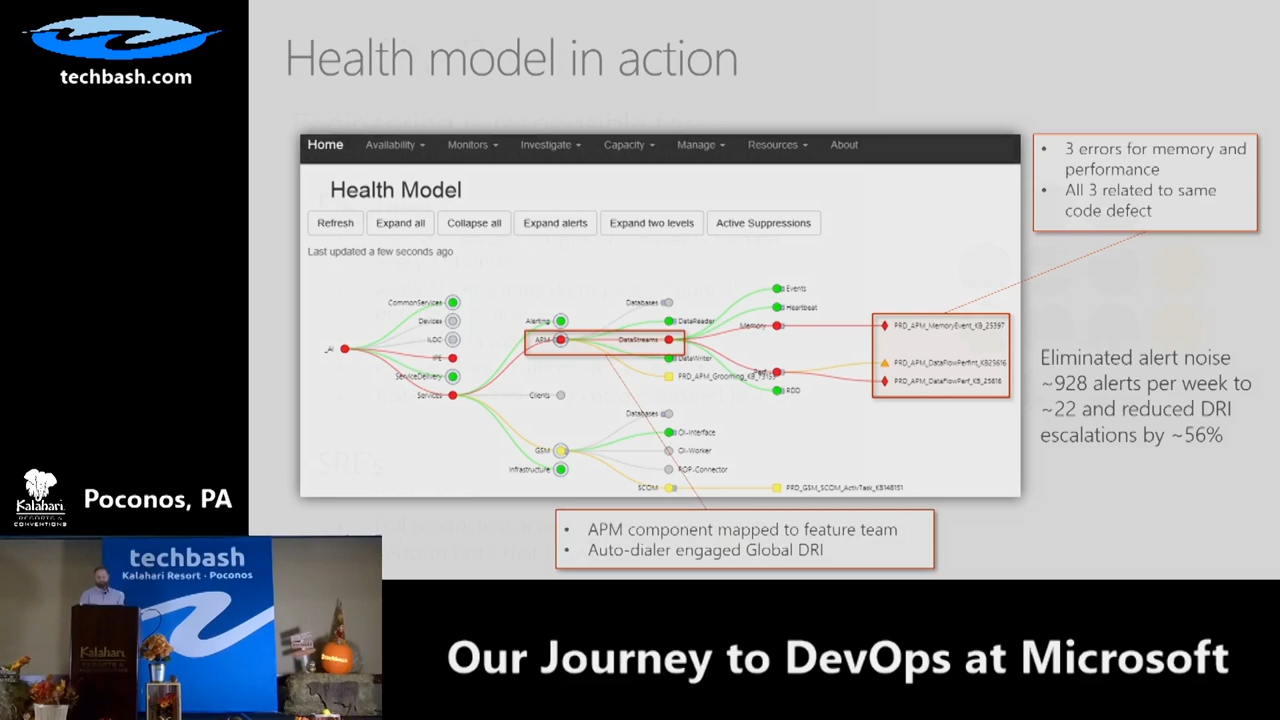 techbash.com
Health model in action
Home
Availability
Monitors
Investigate
Capacity
Manage
Resources
About
Health Model
Refresh
Expand all
Collapse all
Expand alerts
Expand two levels
Active Suppressions
Last updated a few seconds ago
• 3 errors for memory and
performance
• All 3 related to same
code defect
CommonServices
Devices
ILDC
_AI
IPE
ServiceDelivery
Services
Alerting
APM
Clients
GSM
Infrastructure
Databases
DataReader
DataStreams
DataWriter
Databases
OI-Interface
OI-Worker
ROP-Connector
SCOM
Events
Heartbeat
Memory
Perf
RDD
PRD_GSM_SCOM_ActivTask_KB148151
PRD_APM_MemoryEvent_KB_25397
PRD_APM_DataFlowPerfInt_KB25616
PRD_APM_DataFlowPerf_KB_25616
Eliminated alert noise
~928 alerts per week to
~22 and reduced DRI
escalations by ~56%
• APM component mapped to feature team
• Auto-dialer engaged Global DRI
Kalahari
RESORTS &
CONVENTIONS
Poconos, PA
techbash
Kalahari Resort · Poconos
Kalahari
Our Journey to DevOps at Microsoft